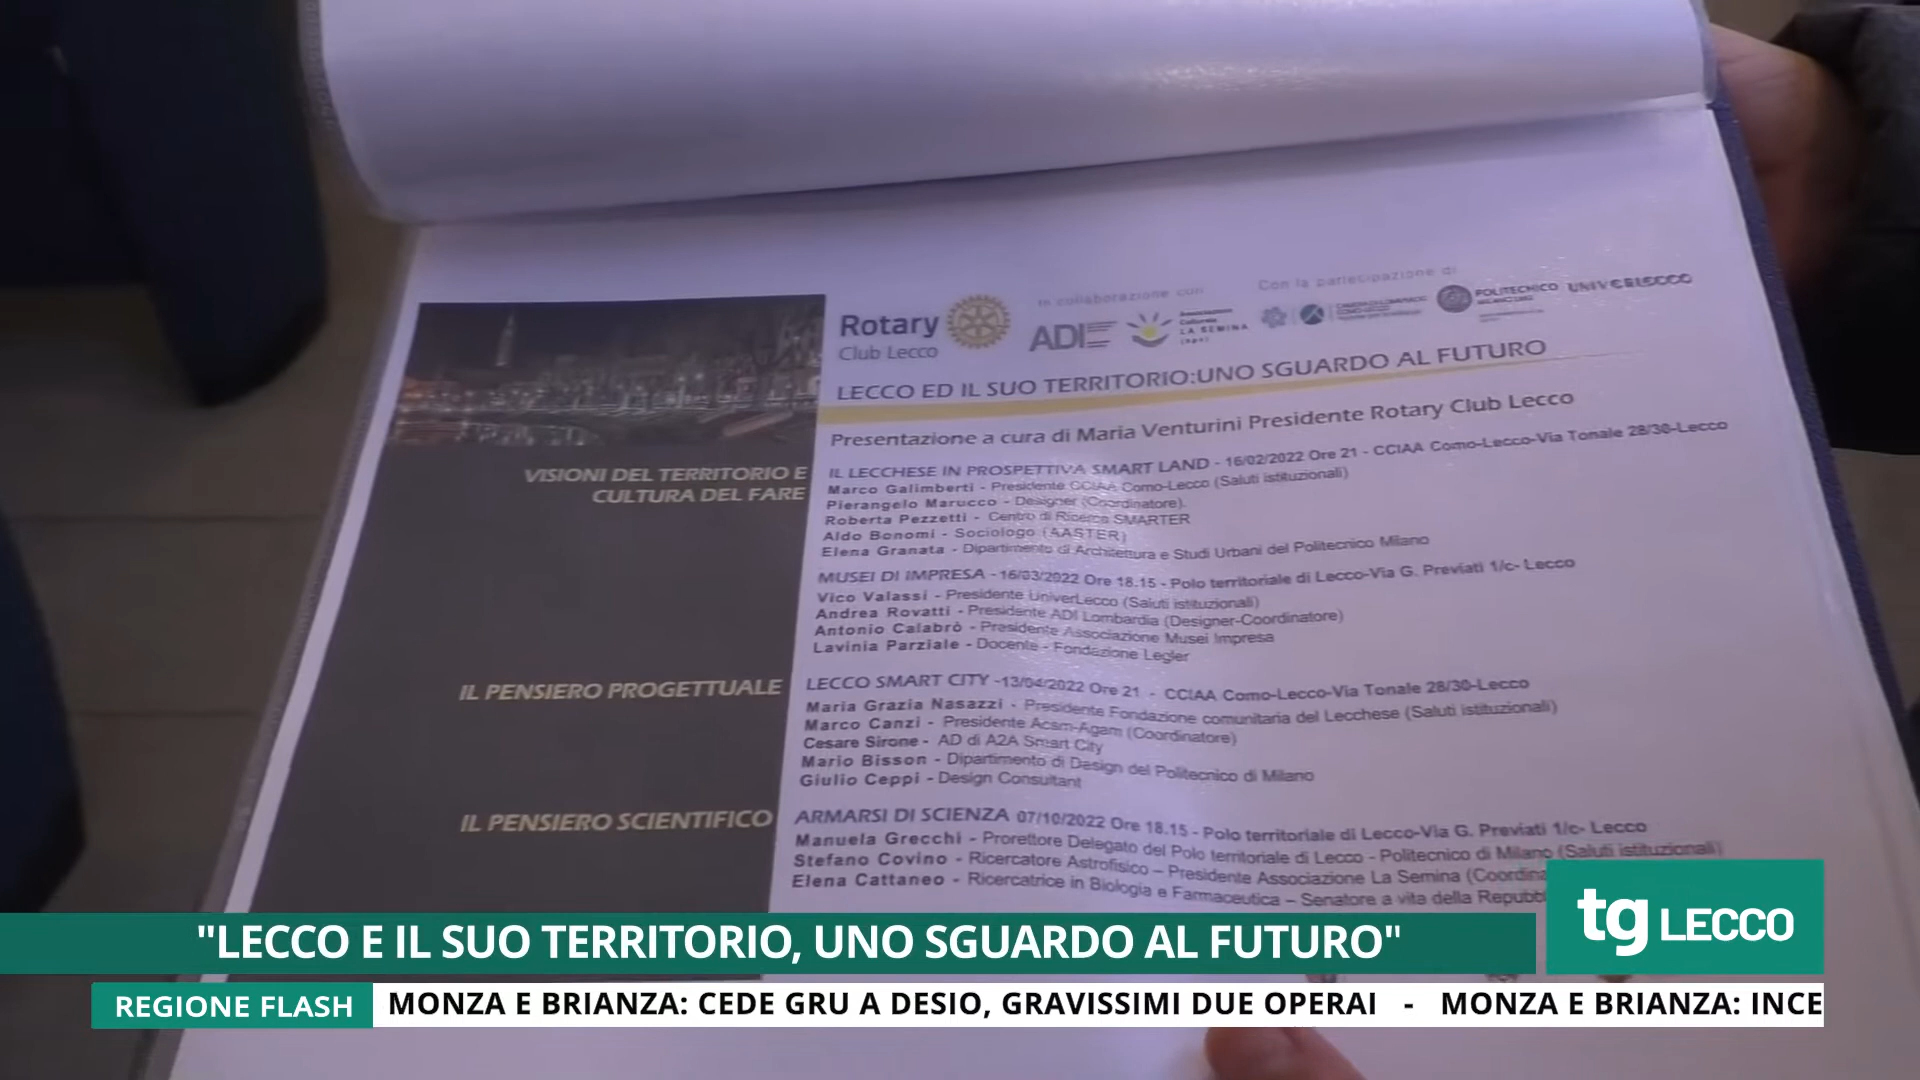 In collaborazione con
Con la partecipazione di
Rotary
Club Lecco
ADI
Associazione
Culturale
LA SEMINA
POLITECNICO
UNIVERLECCO
LECCO ED IL SUO TERRITORIO:UNO SGUARDO AL FUTURO
Presentazione a cura di Maria Venturini Presidente Rotary Club Lecco
VISIONI DEL TERRITORIO E
CULTURA DEL FARE
IL LECCHESE IN PROSPETTIVA SMART LAND - 16/02/2022 Ore 21 - CCIAA Como-Lecco-Via Tonale 28/30-Lecco
Marco Galimberti - Presidente CCIAA Como-Lecco (Saluti istituzionali)
Pierangelo Marucco - Designer (Coordinatore).
Roberta Pezzetti - Centro di Ricerca SMARTER
Aldo Bonomi - Sociologo (AASTER)
Elena Granata - Dipartimento di Architettura e Studi Urbani del Politecnico Milano
MUSEI DI IMPRESA - 16/03/2022 Ore 18.15 - Polo territoriale di Lecco-Via G. Previati 1/c- Lecco
Vico Valassi - Presidente UniverLecco (Saluti istituzionali)
Andrea Rovatti - Presidente ADI Lombardia (Designer-Coordinatore)
Antonio Calabrò - Presidente Associazione Musei Impresa
Lavinia Parziale - Docente - Fondazione Legler
IL PENSIERO PROGETTUALE
LECCO SMART CITY -13/04/2022 Ore 21 - CCIAA Como-Lecco-Via Tonale 28/30-Lecco
Maria Grazia Nasazzi - Presidente Fondazione comunitaria del Lecchese (Saluti istituzionali)
Marco Canzi - Presidente Acsm-Agam (Coordinatore)
Cesare Sirone - AD di A2A Smart City
Mario Bisson - Dipartimento di Design del Politecnico di Milano
Giulio Ceppi - Design Consultant
IL PENSIERO SCIENTIFICO
ARMARSI DI SCIENZA 07/10/2022 Ore 18.15 - Polo territoriale di Lecco-Via G. Previati 1/c- Lecco
Manuela Grecchi - Prorettore Delegato del Polo territoriale di Lecco - Politecnico di Milano (Saluti istituzionali)
Stefano Covino - Ricercatore Astrofisico – Presidente Associazione La Semina (Coordina
Elena Cattaneo - Ricercatrice in Biologia e Farmaceutica – Senatore a vita della Repubb
"LECCO E IL SUO TERRITORIO, UNO SGUARDO AL FUTURO"
tg LECCO
REGIONE FLASH
MONZA E BRIANZA: CEDE GRU A DESIO, GRAVISSIMI DUE OPERAI - MONZA E BRIANZA: INCE